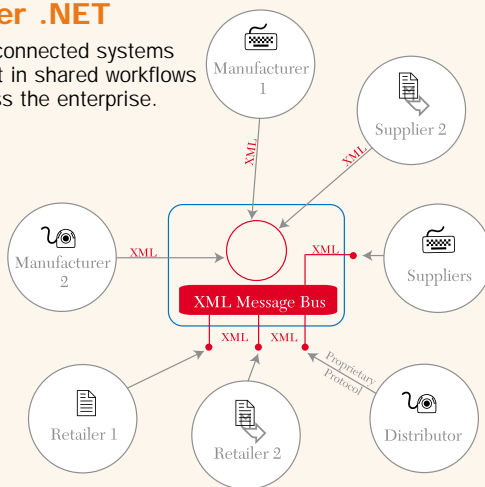 er .NET
connected systems
t in shared workflows
ss the enterprise.
Manufacturer
1
Supplier 2
XML
XML
Manufacturer
2
XML
XML
Suppliers
XML Message Bus
XML
XML
Proprietary
Protocol
Retailer 1
Retailer 2
Distributor